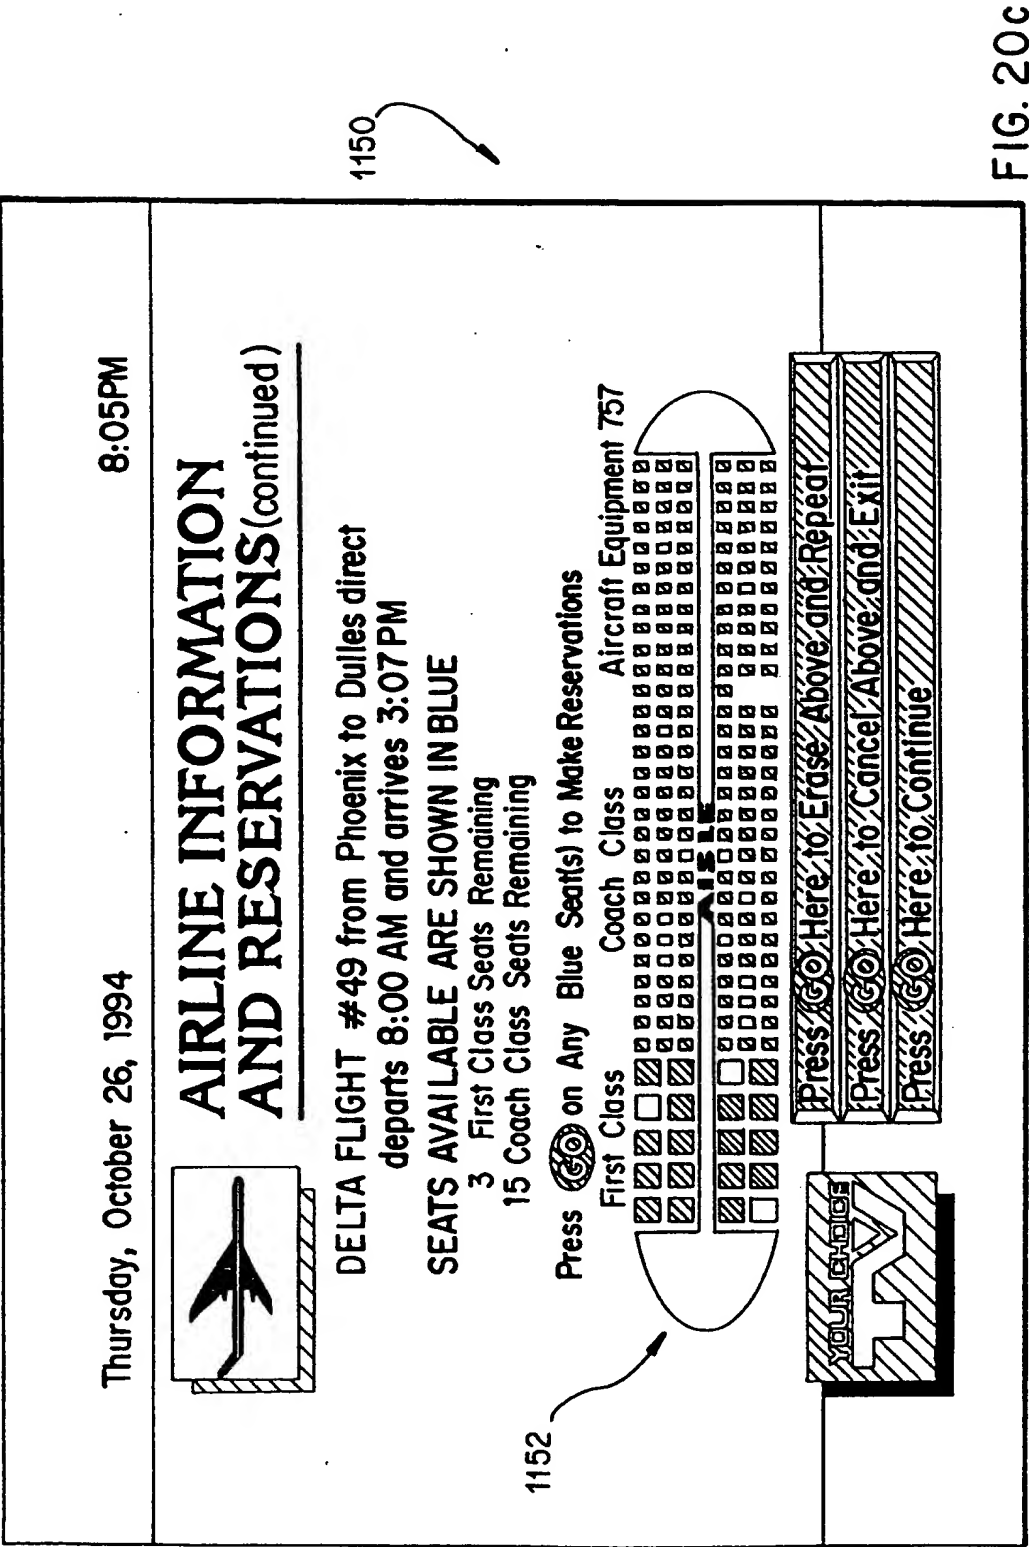 Thursday, October 26, 1994 8:05PM
AIRLINE INFORMATION
AND RESERVATIONS (continued)
DELTA FLIGHT #49 from Phoenix to Dulles direct
departs 8:00 AM and arrives 3:07PM
SEATS AVAILABLE ARE SHOWN IN BLUE
3 First Class Seats Remaining
15 Coach Class Seats Remaining
Press GO on Any Blue Seat(s) to Make Reservations
First Class Coach Class Aircraft Equipment 757
AISLE
Press GO Here to Erase Above and Repeat
Press GO Here to Cancel Above and Exit
Press GO Here to Continue
YOUR CHOICE
TV
1150
1152
FIG. 20c